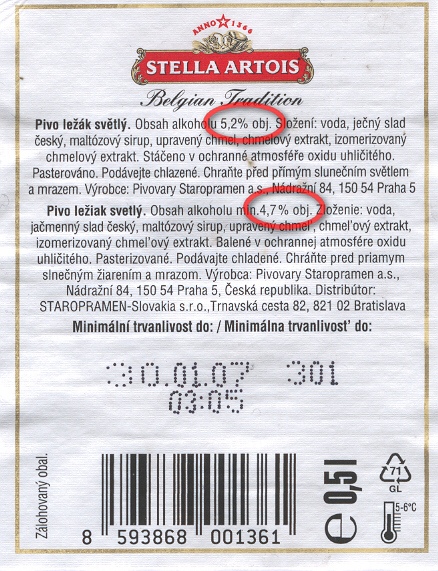 ANNO 1366
STELLA ARTOIS
Belgian Tradition
Pivo ležák světlý. Obsah alkoholu 5,2% obj. Složení: voda, ječný slad
český, maltózový sirup, upravený chmel, chmelový extrakt, izomerizovaný
chmelový extrakt. Stáčeno v ochranné atmosféře oxidu uhličitého.
Pasterováno. Podávejte chlazené. Chraňte před přímým slunečním světlem
a mrazem. Výrobce: Pivovary Staropramen a.s., Nádražní 84, 150 54 Praha 5
Pivo ležiak svetlý. Obsah alkoholu min.4,7% obj. Zloženie: voda,
jačmenný slad český, maltózový sirup, upravený chmeľ, chmeľový extrakt,
izomerizovaný chmeľový extrakt. Balené v ochrannej atmosfére oxidu
uhličitého. Pasterizované. Podávajte chladené. Chráňte pred priamym
slnečným žiarením a mrazom. Výrobca: Pivovary Staropramen a.s.,
Nádražní 84, 150 54 Praha 5, Česká republika. Distribútor:
STAROPRAMEN-Slovakia s.r.o.,Trnavská cesta 82, 821 02 Bratislava
Minimální trvanlivost do: / Minimálna trvanlivosť do:
30.01.07 301
03:05
Zálohovaný obal.
8 593868 001361
e 0,5l
71
GL
5-6°C